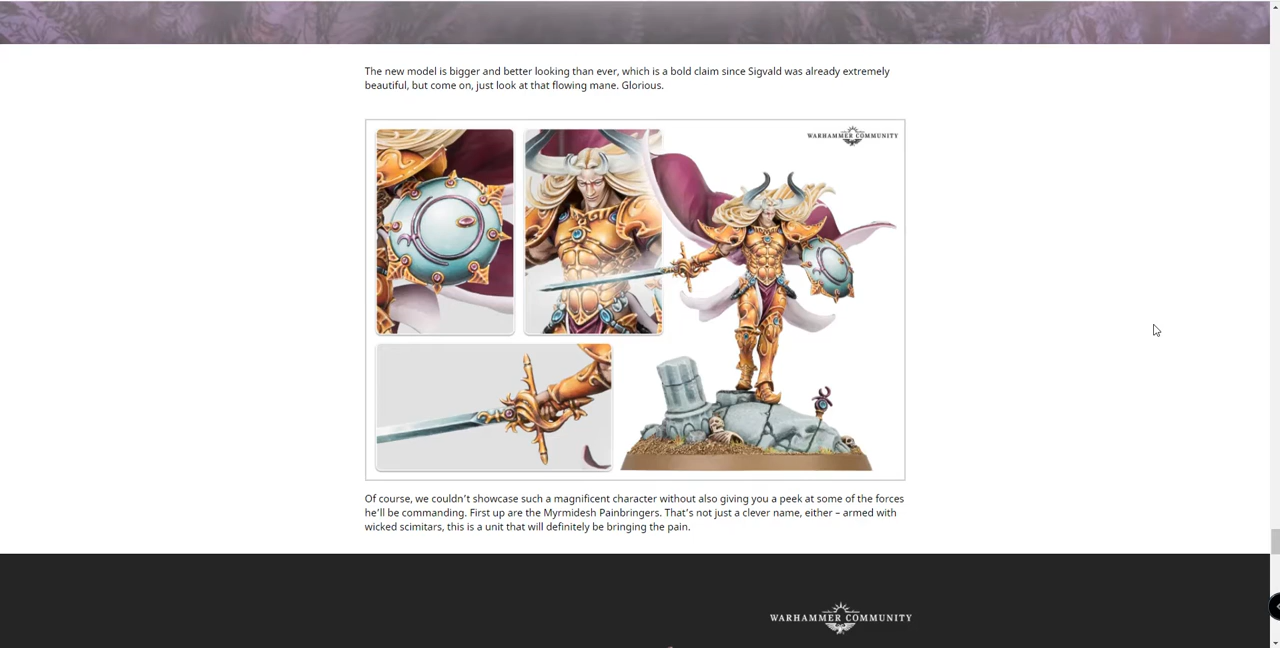 The new model is bigger and better looking than ever, which is a bold claim since Sigvald was already extremely
beautiful, but come on, just look at that flowing mane. Glorious.
WARHAMMER COMMUNITY
Of course, we couldn’t showcase such a magnificent character without also giving you a peek at some of the forces
he’ll be commanding. First up are the Myrmidesh Painbringers. That’s not just a clever name, either – armed with
wicked scimitars, this is a unit that will definitely be bringing the pain.
WARHAMMER COMMUNITY